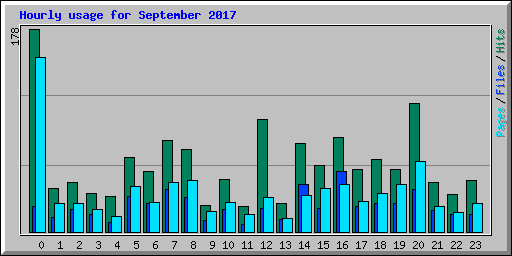 Hourly usage for September 2017
178
Pages/Files/Hits
0 1 2 3 4 5 6 7 8 9 10 11 12 13 14 15 16 17 18 19 20 21 22 23